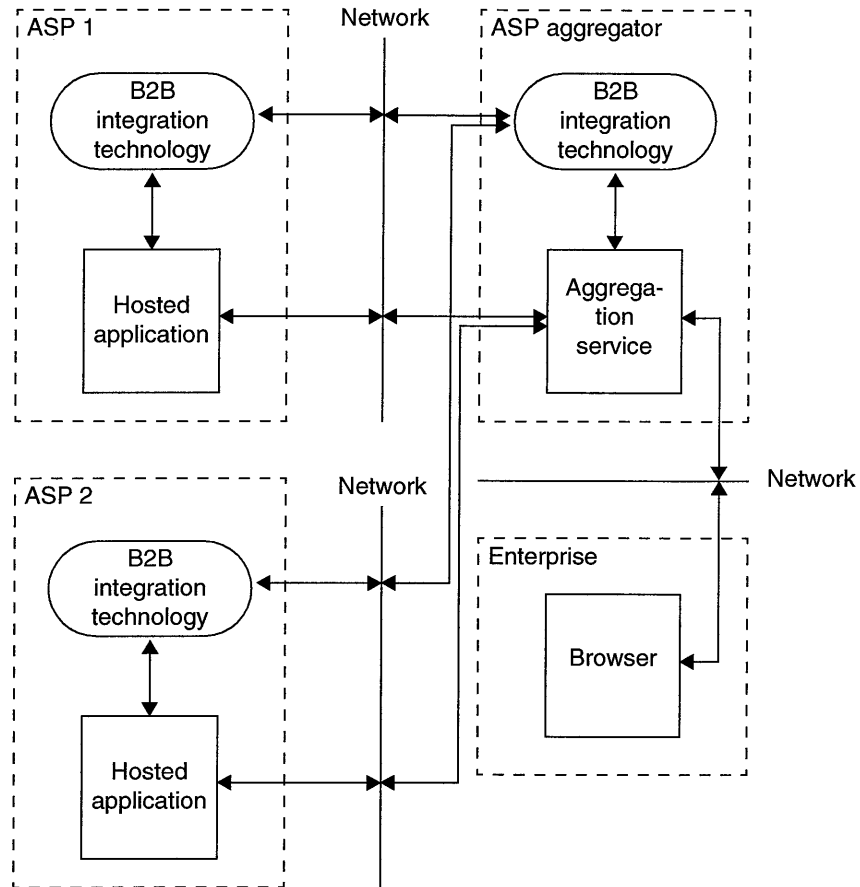 ASP 1
Network
ASP aggregator
B2B
integration
technology
B2B
integration
technology
Hosted
application
Aggrega-
tion
service
ASP 2
Network
Network
B2B
integration
technology
Enterprise
Browser
Hosted
application